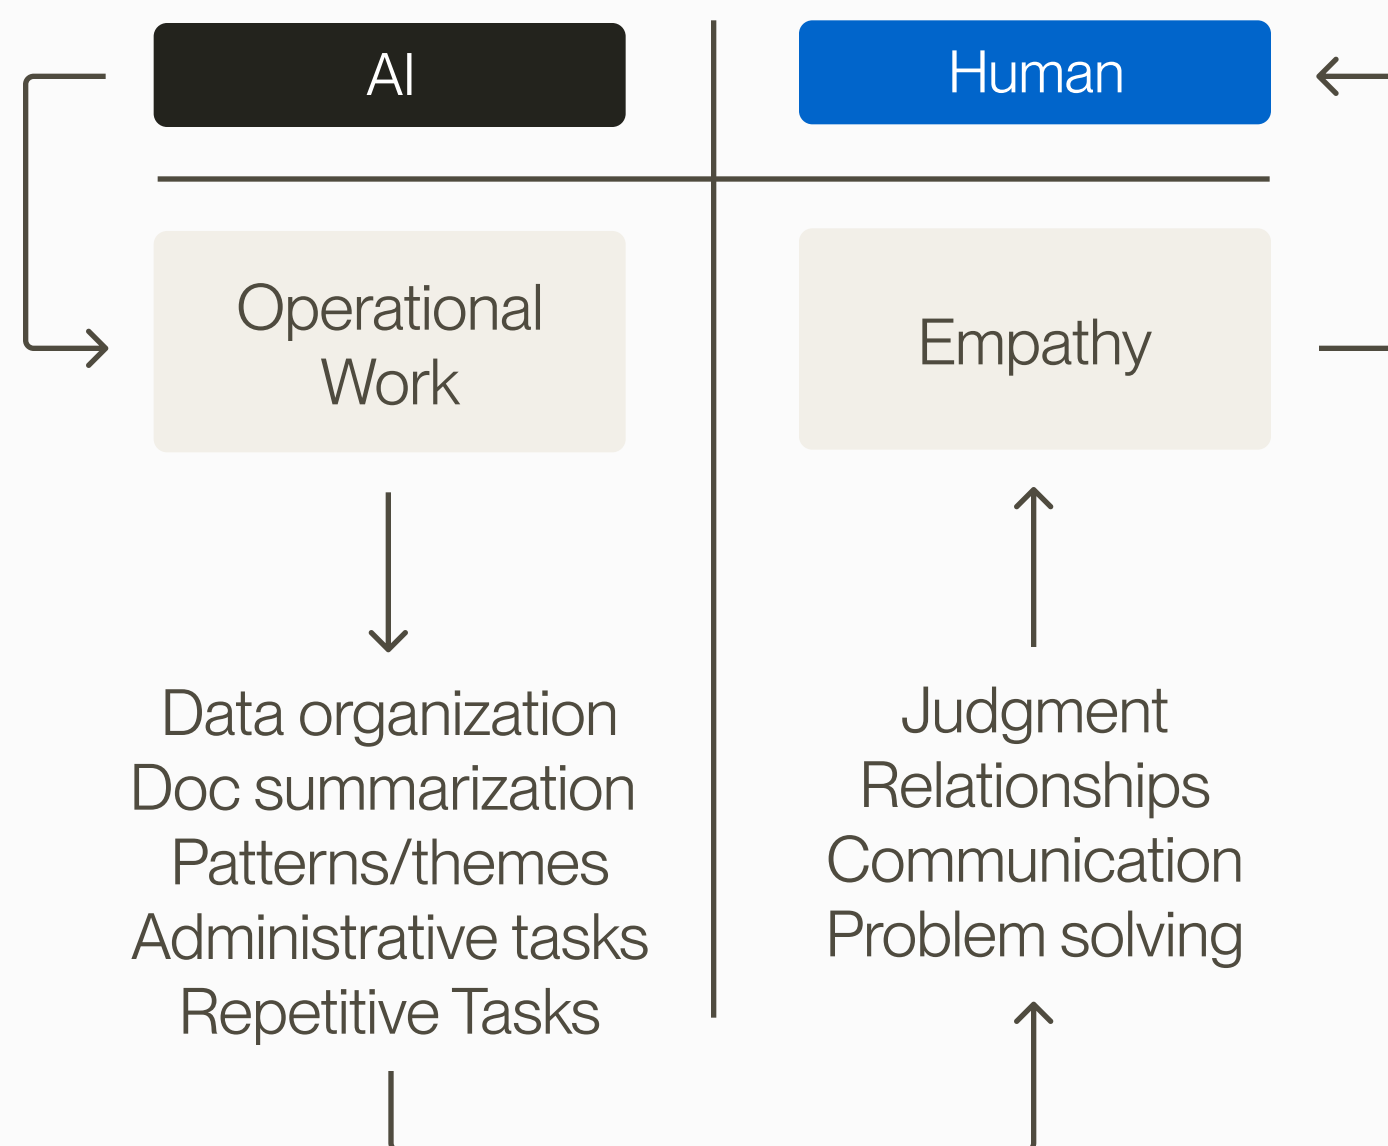 AI
Human
Operational
Work
Empathy
Data organization
Doc summarization
Patterns/themes
Administrative tasks
Repetitive Tasks
Judgment
Relationships
Communication
Problem solving